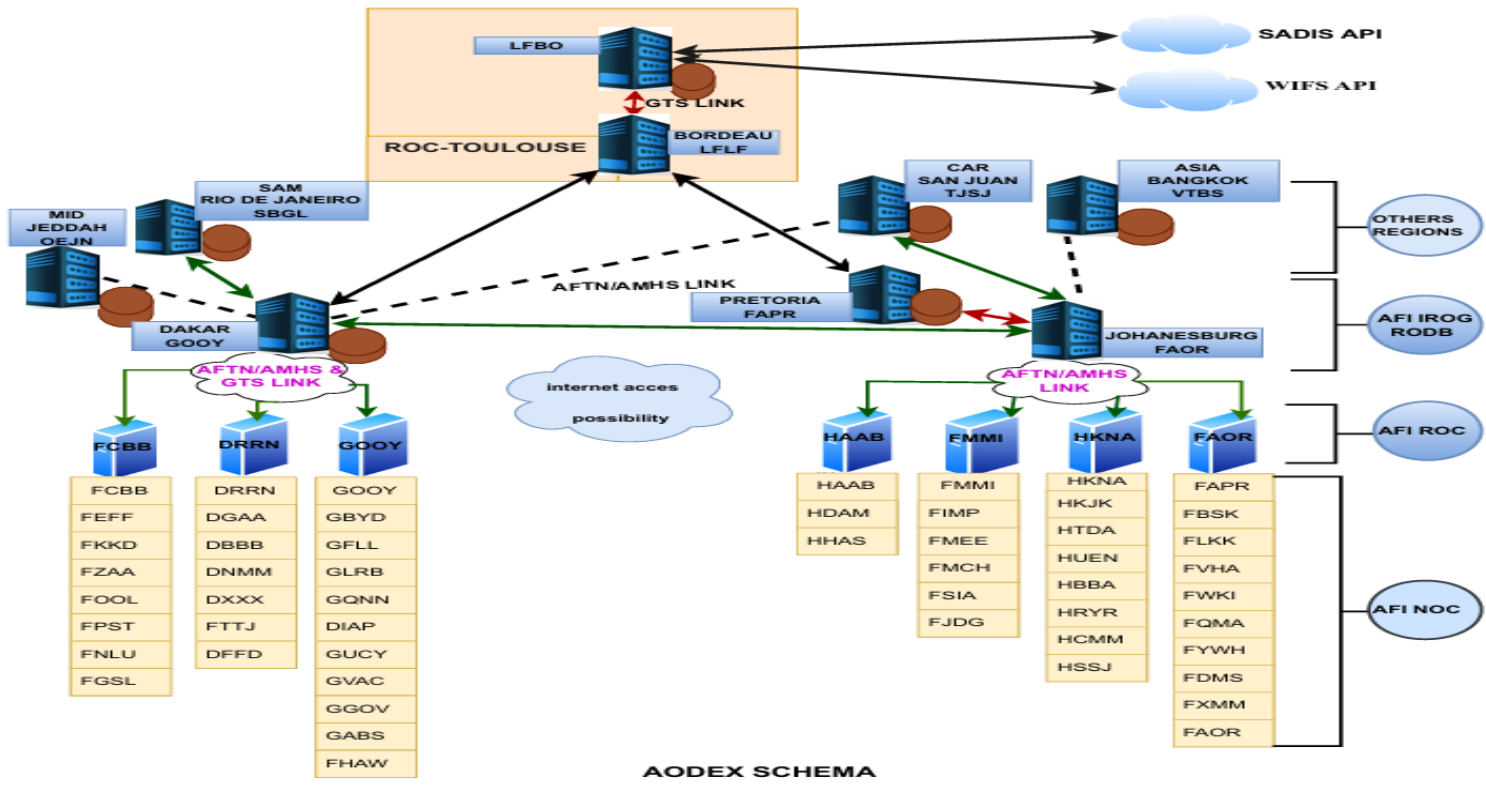 LFBO
SADIS API
WIFS API
GTS LINK
BORDEAU
LFLF
ROC-TOULOUSE
SAM
RIO DE JANEIRO
SBGL
MID
JEDDAH
OEJN
CAR
SAN JUAN
TJSJ
ASIA
BANGKOK
VTBS
OTHERS
REGIONS
AFTN/AMHS LINK
PRETORIA
FAPR
DAKAR
GOOY
JOHANESBURG
FAOR
AFI IROG
RODB
AFTN/AMHS &
GTS LINK
internet acces
possibility
AFTN/AMHS
LINK
FCBB
DRRN
GOOY
HAAB
FMMI
HKNA
FAOR
AFI ROC
FCBB
FEFF
FKKD
FZAA
FOOL
FPST
FNLU
FGSL
DRRN
DGAA
DBBB
DNMM
DXXX
FTTJ
DFFD
GOOY
GBYD
GFLL
GLRB
GQNN
DIAP
GUCY
GVAC
GGOV
GABS
FHAW
HAAB
HDAM
HHAS
FMMI
FIMP
FMEE
FMCH
FSIA
FJDG
HKNA
HKJK
HTDA
HUEN
HBBA
HRYR
HCMM
HSSJ
FAPR
FBSK
FLKK
FVHA
FWKI
FQMA
FYWH
FDMS
FXMM
FAOR
AFI NOC
AODEX SCHEMA